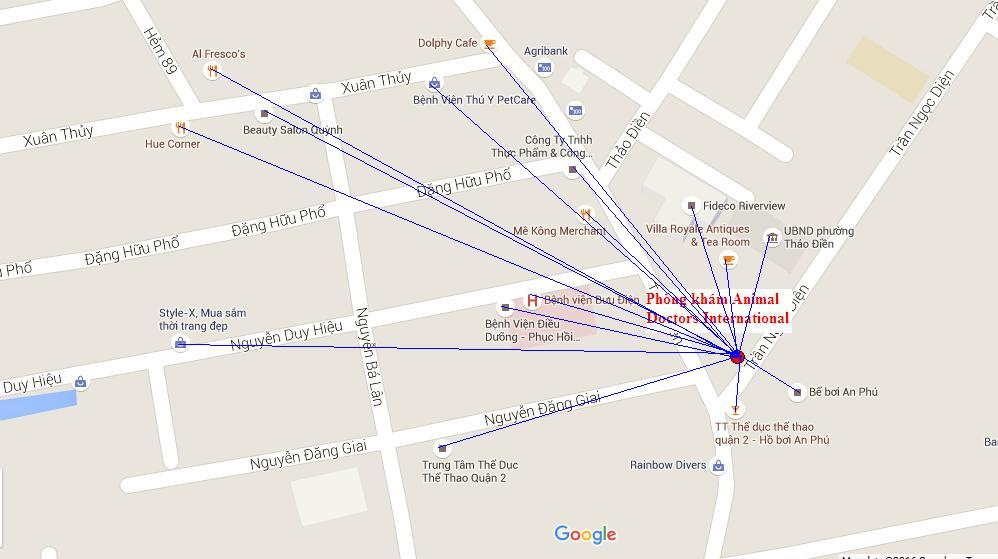 Hẻm 89
Al Fresco's
Dolphy Cafe
Agribank
Trần Ngọc Diện
Xuân Thủy
Bệnh Viện Thú Y PetCare
Xuân Thủy
Beauty Salon Quỳnh
Hue Corner
Công Ty Tnhh
Thực Phẩm & Công...
Thảo Điền
Đặng Hữu Phổ
Đặng Hữu Phổ
Đặng Hữu Phổ
Phổ
Fideco Riverview
Mê Kông Merchant
Villa Royale Antiques
& Tea Room
UBND phường
Thảo Điền
Bệnh viện Bưu Điện
Phòng khám Animal
Doctors International
Bệnh Viện Điều
Dưỡng - Phục Hồi...
Style-X, Mua sắm
thời trang đẹp
Nguyễn Duy Hiệu
Duy Hiệu
Nguyễn Bá Lân
Bể bơi An Phú
Nguyễn Đăng Giai
TT Thể dục thể thao
quận 2 - Hồ bơi An Phú
Nguyễn Đăng Giai
Trung Tâm Thể Dục
Thể Thao Quận 2
Rainbow Divers
Google